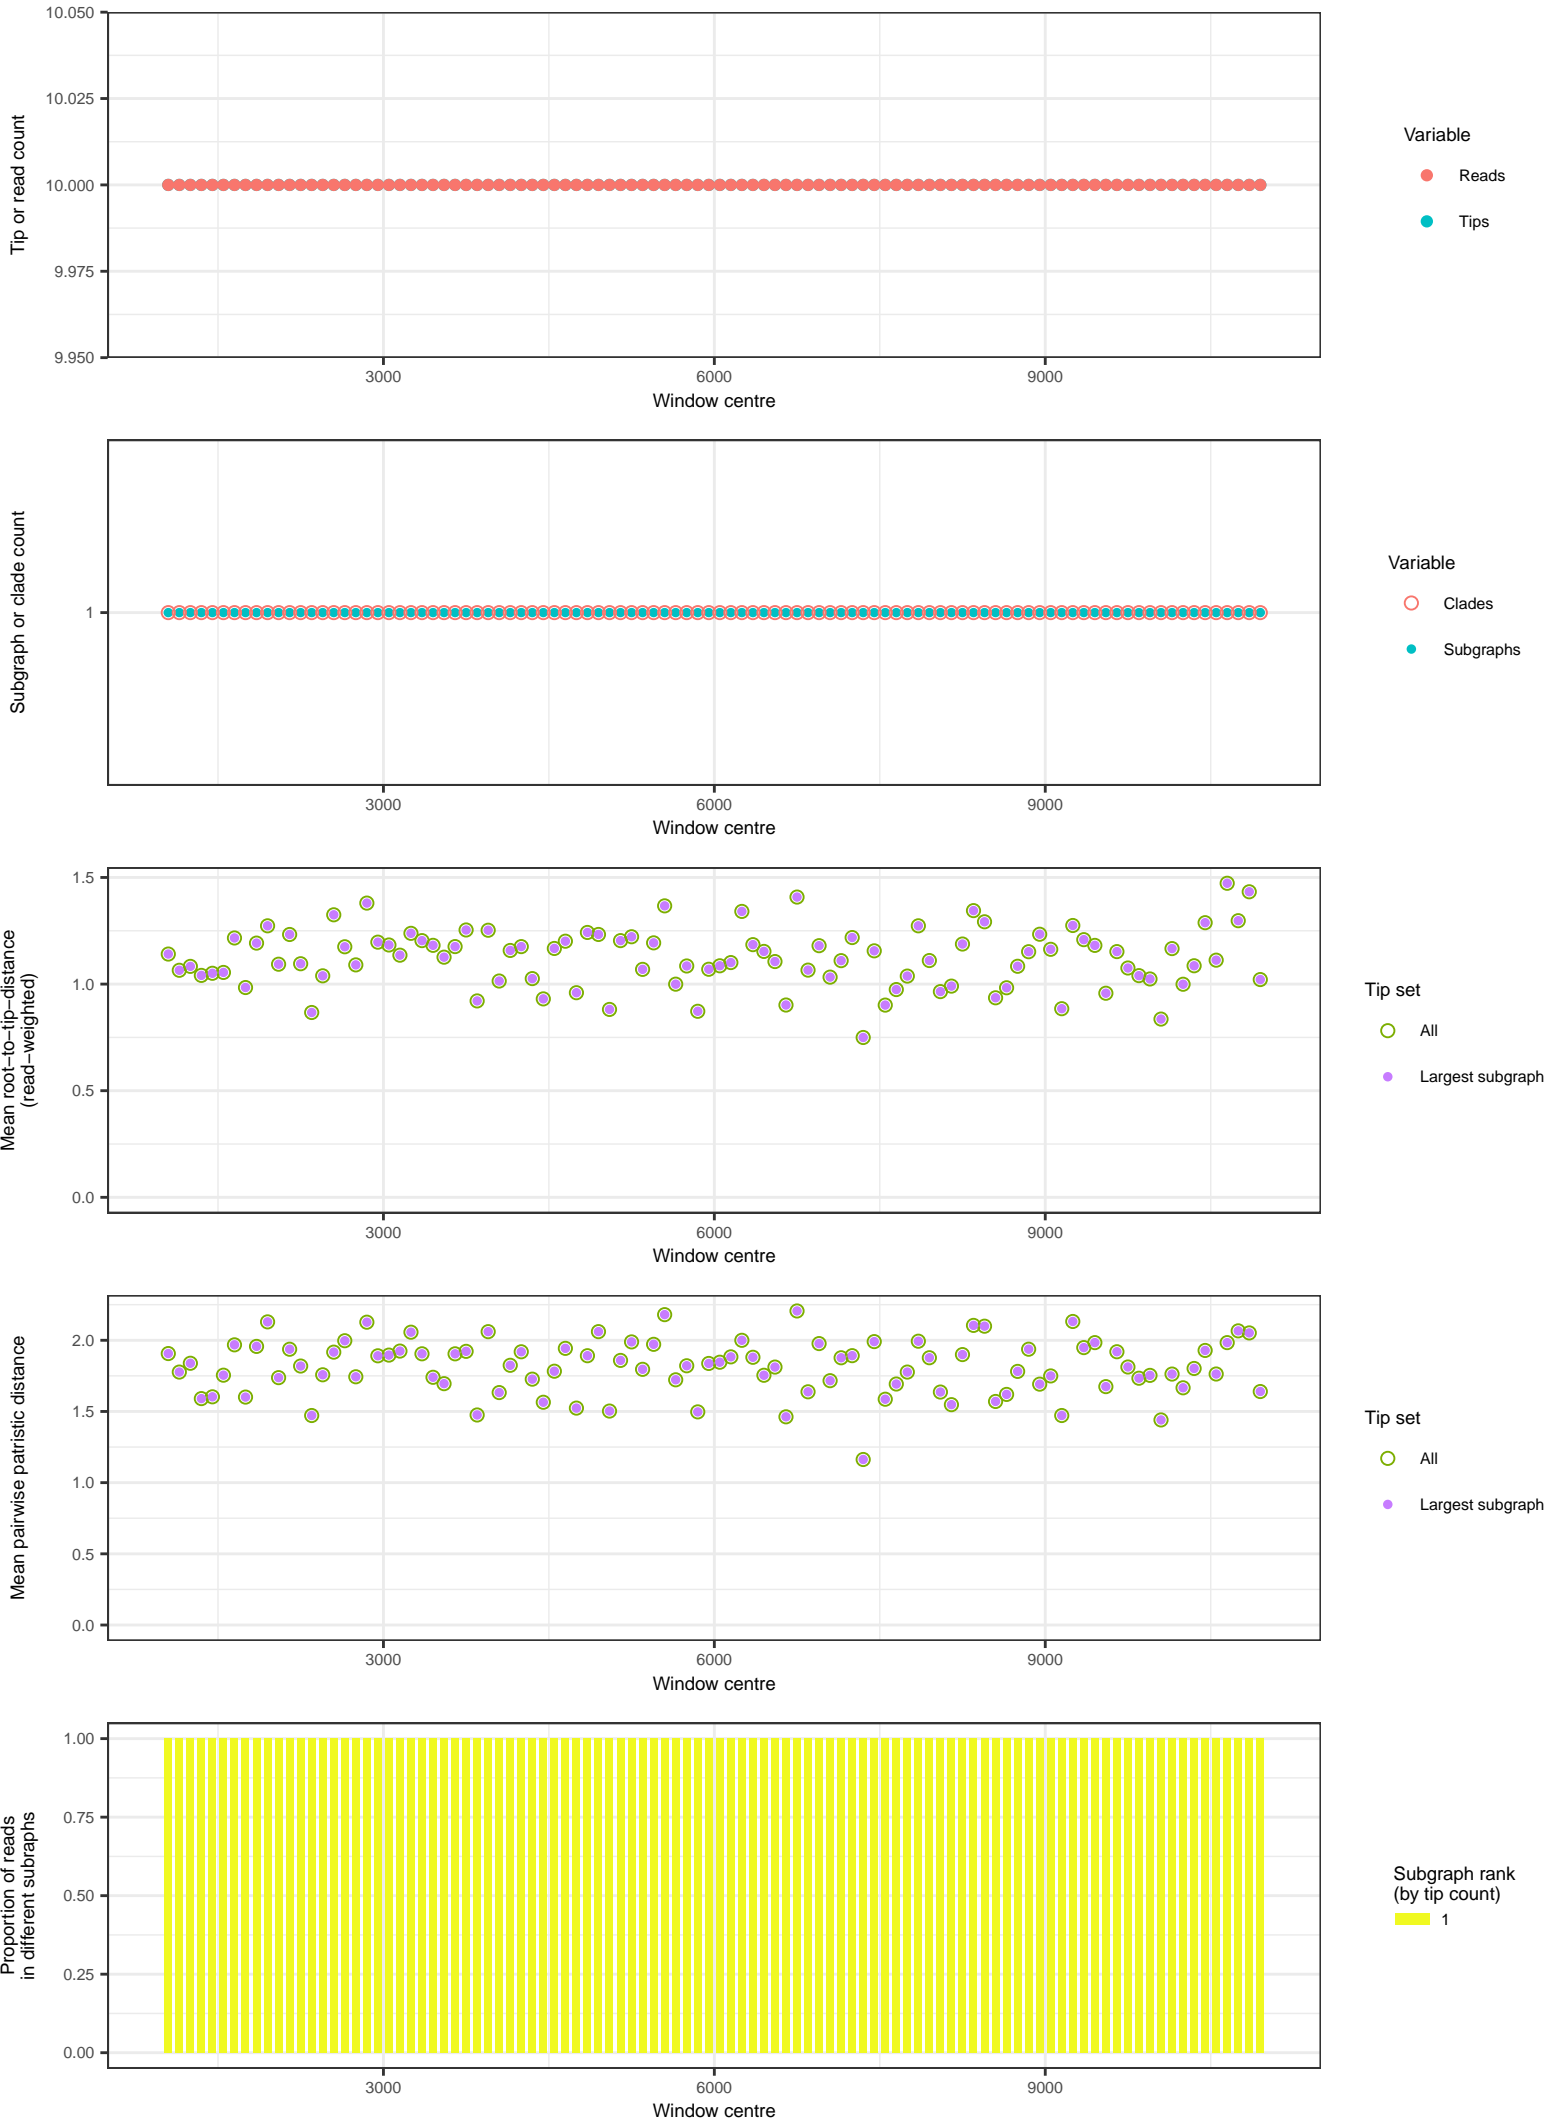 10.050
10.025
10.000
9.975
9.950
Tip or read count
3000 6000 9000
Window centre
Variable
Reads
Tips
Subgraph or clade count
1
3000 6000 9000
Window centre
Variable
Clades
Subgraphs
Mean root−to−tip−distance
(read−weighted)
1.5
1.0
0.5
0.0
3000 6000 9000
Window centre
Tip set
All
Largest subgraph
Mean pairwise patristic distance
2.0
1.5
1.0
0.5
0.0
3000 6000 9000
Window centre
Tip set
All
Largest subgraph
Proportion of reads
in different subraphs
1.00
0.75
0.50
0.25
0.00
3000 6000 9000
Window centre
Subgraph rank
(by tip count)
1